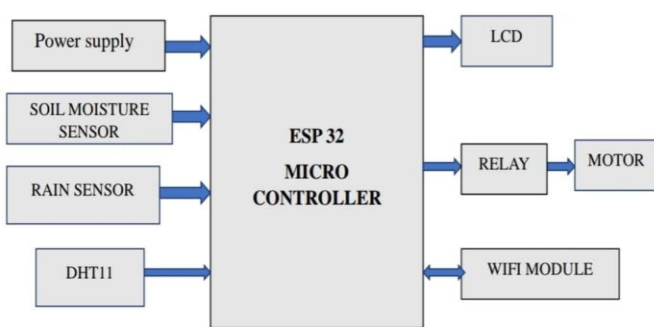 Power supply
SOIL MOISTURE
SENSOR
RAIN SENSOR
DHT11
ESP 32
MICRO
CONTROLLER
LCD
RELAY
MOTOR
WIFI MODULE